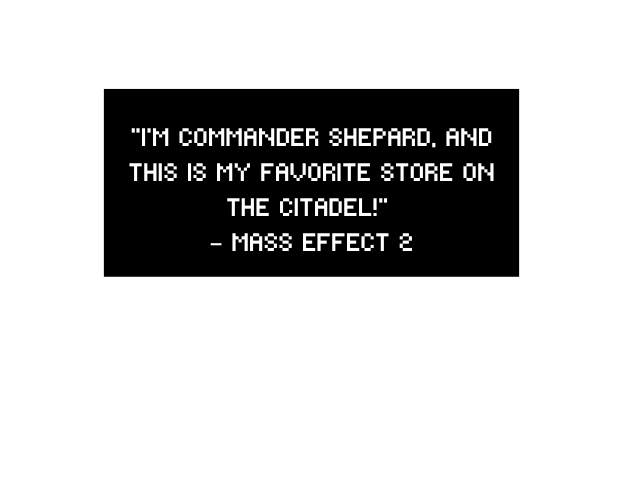 "I'M COMMANDER SHEPARD, AND
THIS IS MY FAVORITE STORE ON
THE CITADEL!"
- MASS EFFECT 2